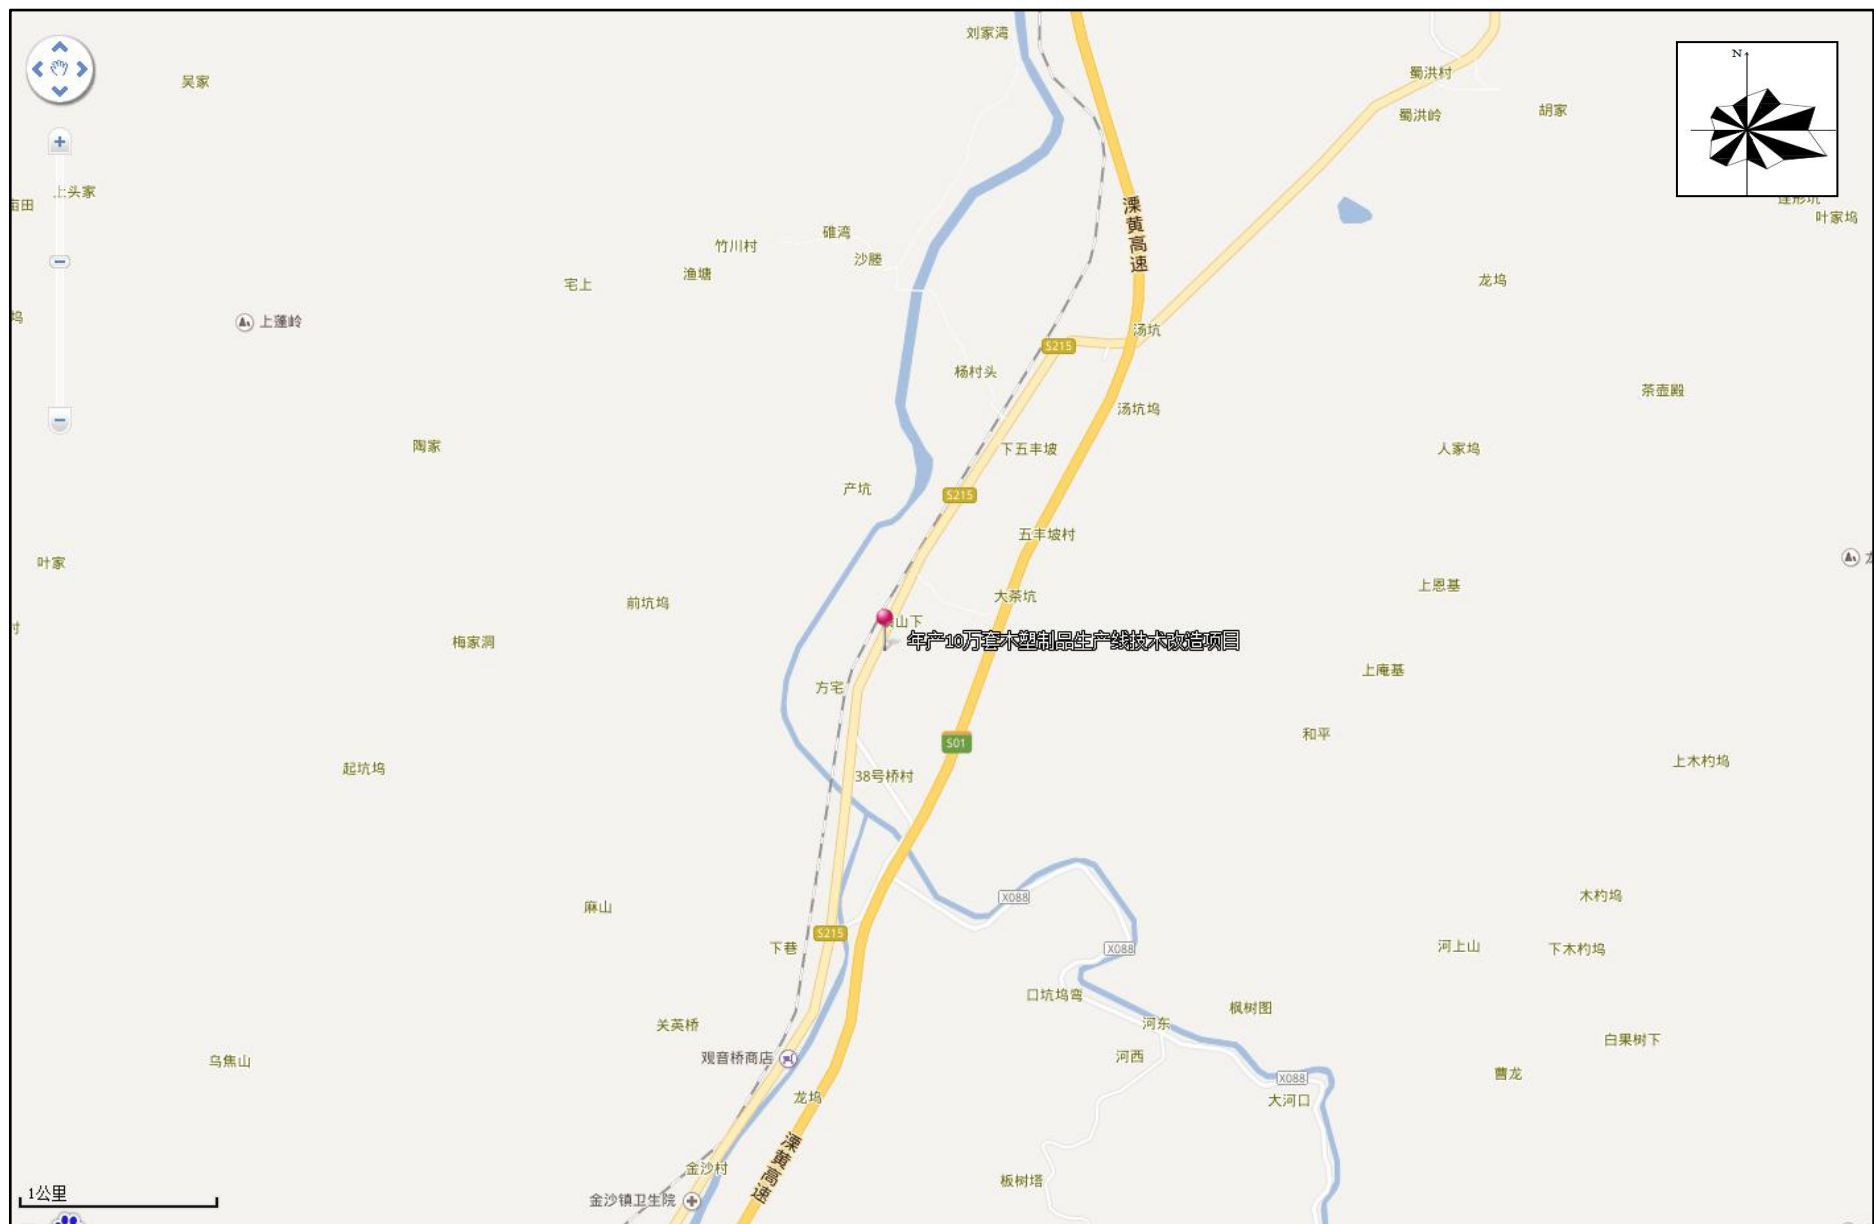 刘家湾
N
吴家
蜀洪村
胡家
蜀洪岭
上头家
亩田
叶家坞
溧黄高速
碓湾
竹川村
沙塍
渔塘
宅上
龙坞
坞
上蓬岭
汤坑
S215
杨村头
茶壶殿
汤坑坞
陶家
下五丰坡
人家坞
产坑
S215
五丰坡村
叶家
上恩基
大茶坑
前坑坞
山下
村
梅家洞
年产10万套木塑制品生产线技术改造项目
上庵基
方宅
和平
S01
上木杓坞
起坑坞
38号桥村
X088
木杓坞
麻山
S215
河上山
下巷
X088
下木杓坞
口坑坞弯
枫树图
关英桥
河东
白果树下
观音桥商店
河西
乌焦山
曹龙
X088
龙坞
大河口
溧黄高速
金沙村
板树塔
1公里
金沙镇卫生院